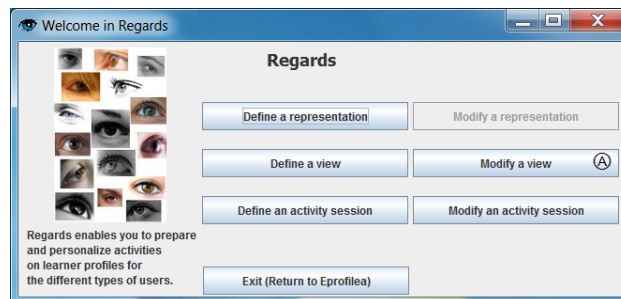 Welcome in Regards
Regards
Define a representation
Modify a representation
Define a view
Modify a view
A
Define an activity session
Modify an activity session
Regards enables you to prepare
and personalize activities
on learner profiles for
the different types of users.
Exit (Return to Eprofilea)